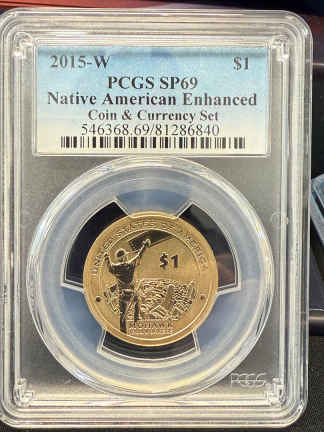 2015-W $1
PCGS SP69
Native American Enhanced
Coin & Currency Set
546368.69/81286840
UNITED STATES OF AMERICA
$1
MOHAWK
IRONWORKERS
PCGS